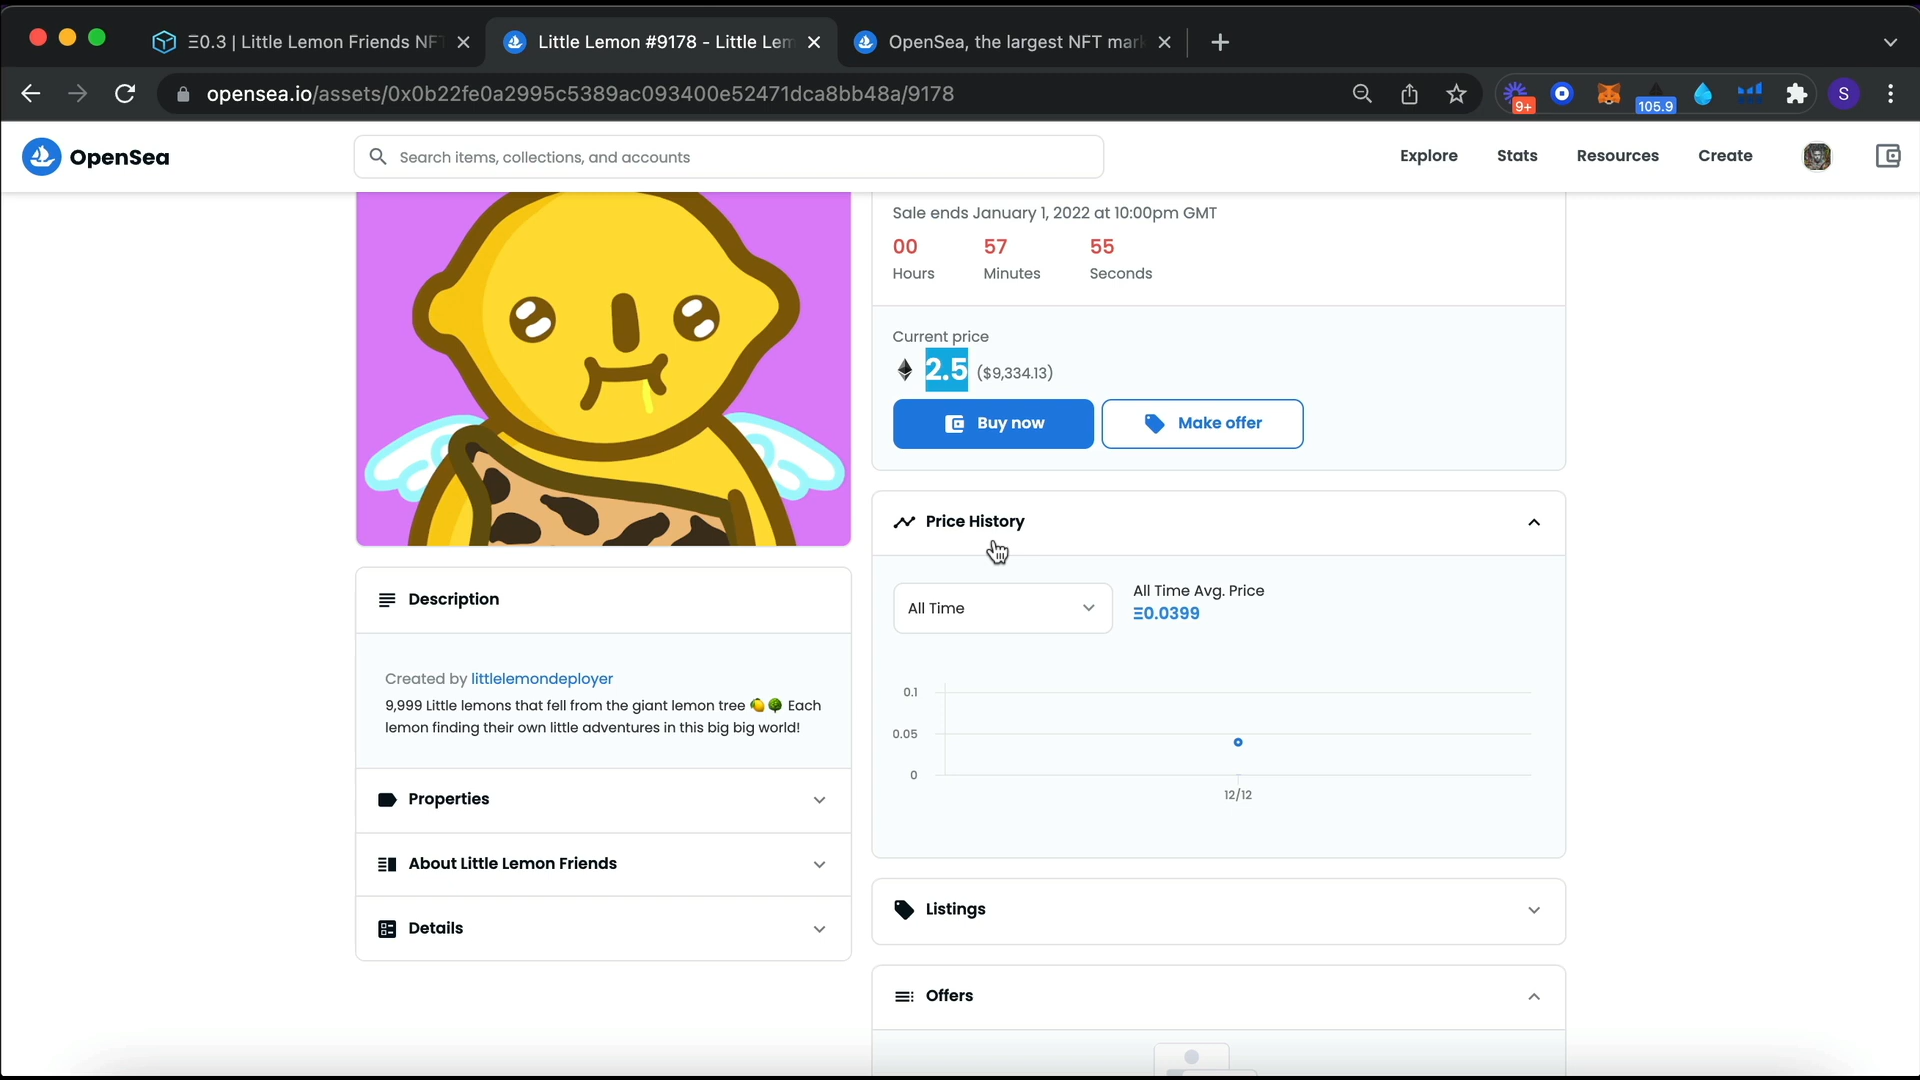 Ξ0.3 | Little Lemon Friends NFT
Little Lemon #9178 - Little Lem
OpenSea, the largest NFT mar
opensea.io/assets/0x0b22fe0a2995c5389ac093400e52471dca8bb48a/9178
9+
105.9
S
OpenSea
Search items, collections, and accounts
Explore
Stats
Resources
Create
Sale ends January 1, 2022 at 10:00pm GMT
00
57
55
Hours
Minutes
Seconds
Current price
2.5 ($9,334.13)
Buy now
Make offer
Price History
All Time
All Time Avg. Price
Ξ0.0399
0.1
0.05
0
12/12
Listings
Offers
Description
Created by littlelemondeployer
9,999 Little lemons that fell from the giant lemon tree 🍋🌳 Each
lemon finding their own little adventures in this big big world!
Properties
About Little Lemon Friends
Details